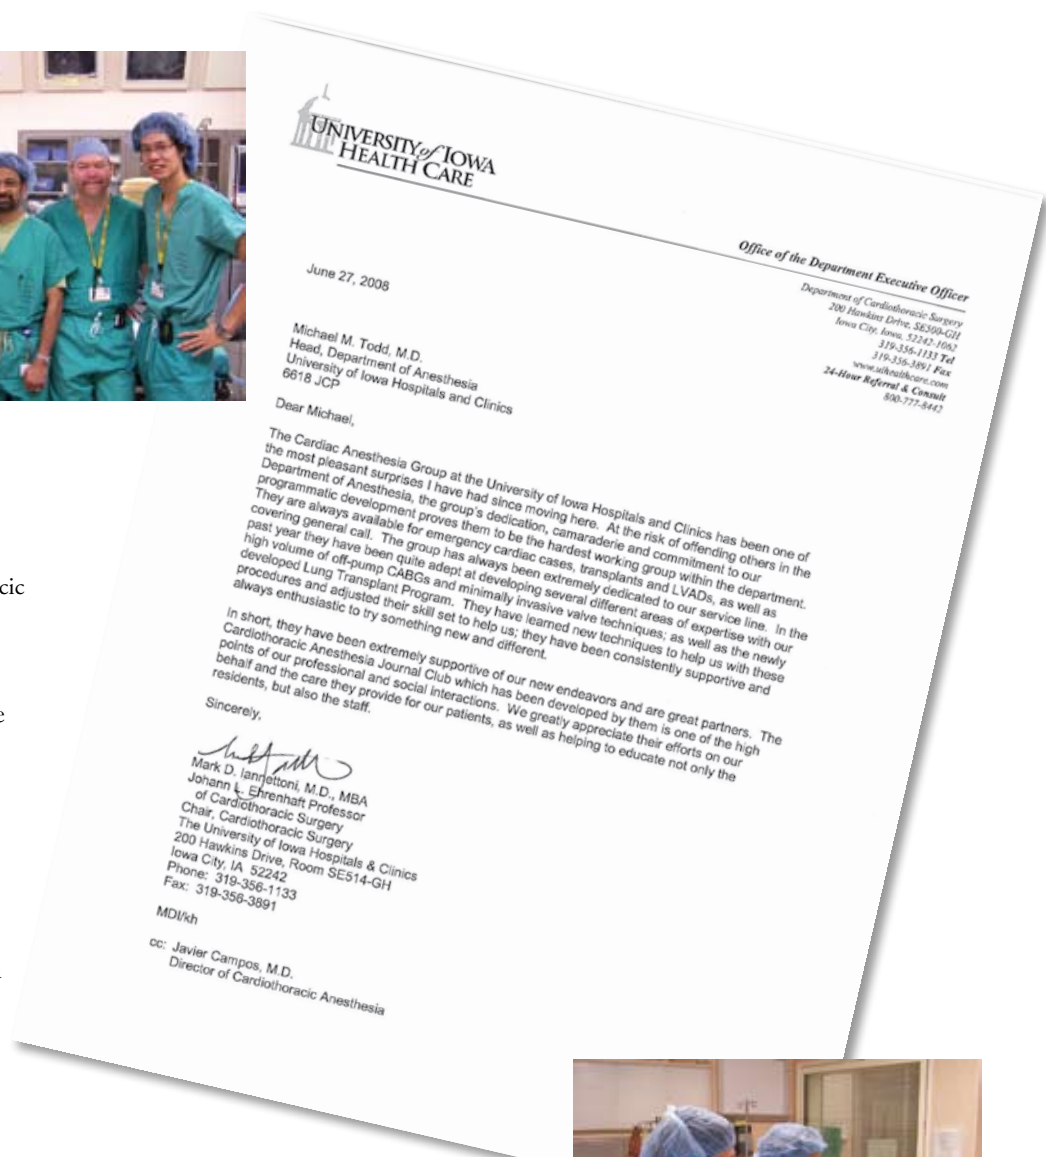 UNIVERSITY of IOWA
HEALTH CARE
Office of the Department Executive Officer
Department of Cardiothoracic Surgery
200 Hawkins Drive, SE500-GH
Iowa City, Iowa, 52242-1062
319-356-1133 Tel
319-356-3891 Fax
www.uihealthcare.com
24-Hour Referral & Consult
800-777-8442
June 27, 2008
Michael M. Todd, M.D.
Head, Department of Anesthesia
University of Iowa Hospitals and Clinics
6618 JCP
Dear Michael,
The Cardiac Anesthesia Group at the University of Iowa Hospitals and Clinics has been one of
the most pleasant surprises I have had since moving here. At the risk of offending others in the
Department of Anesthesia, the group's dedication, camaraderie and commitment to our
programmatic development proves them to be the hardest working group within the department.
They are always available for emergency cardiac cases, transplants and LVADs, as well as
covering general call. The group has always been extremely dedicated to our service line. In the
past year they have been quite adept at developing several different areas of expertise with our
high volume of off-pump CABGs and minimally invasive valve techniques; as well as the newly
developed Lung Transplant Program. They have learned new techniques to help us with these
procedures and adjusted their skill set to help us; they have been consistently supportive and
always enthusiastic to try something new and different.
In short, they have been extremely supportive of our new endeavors and are great partners. The
Cardiothoracic Anesthesia Journal Club which has been developed by them is one of the high
points of our professional and social interactions. We greatly appreciate their efforts on our
behalf and the care they provide for our patients, as well as helping to educate not only the
residents, but also the staff.
Sincerely,
Mark D. Iannettoni, M.D., MBA
Johann L. Ehrenhaft Professor
of Cardiothoracic Surgery
Chair, Cardiothoracic Surgery
The University of Iowa Hospitals & Clinics
200 Hawkins Drive, Room SE514-GH
Iowa City, IA 52242
Phone: 319-356-1133
Fax: 319-356-3891
MDI/kh
cc: Javier Campos, M.D.
Director of Cardiothoracic Anesthesia